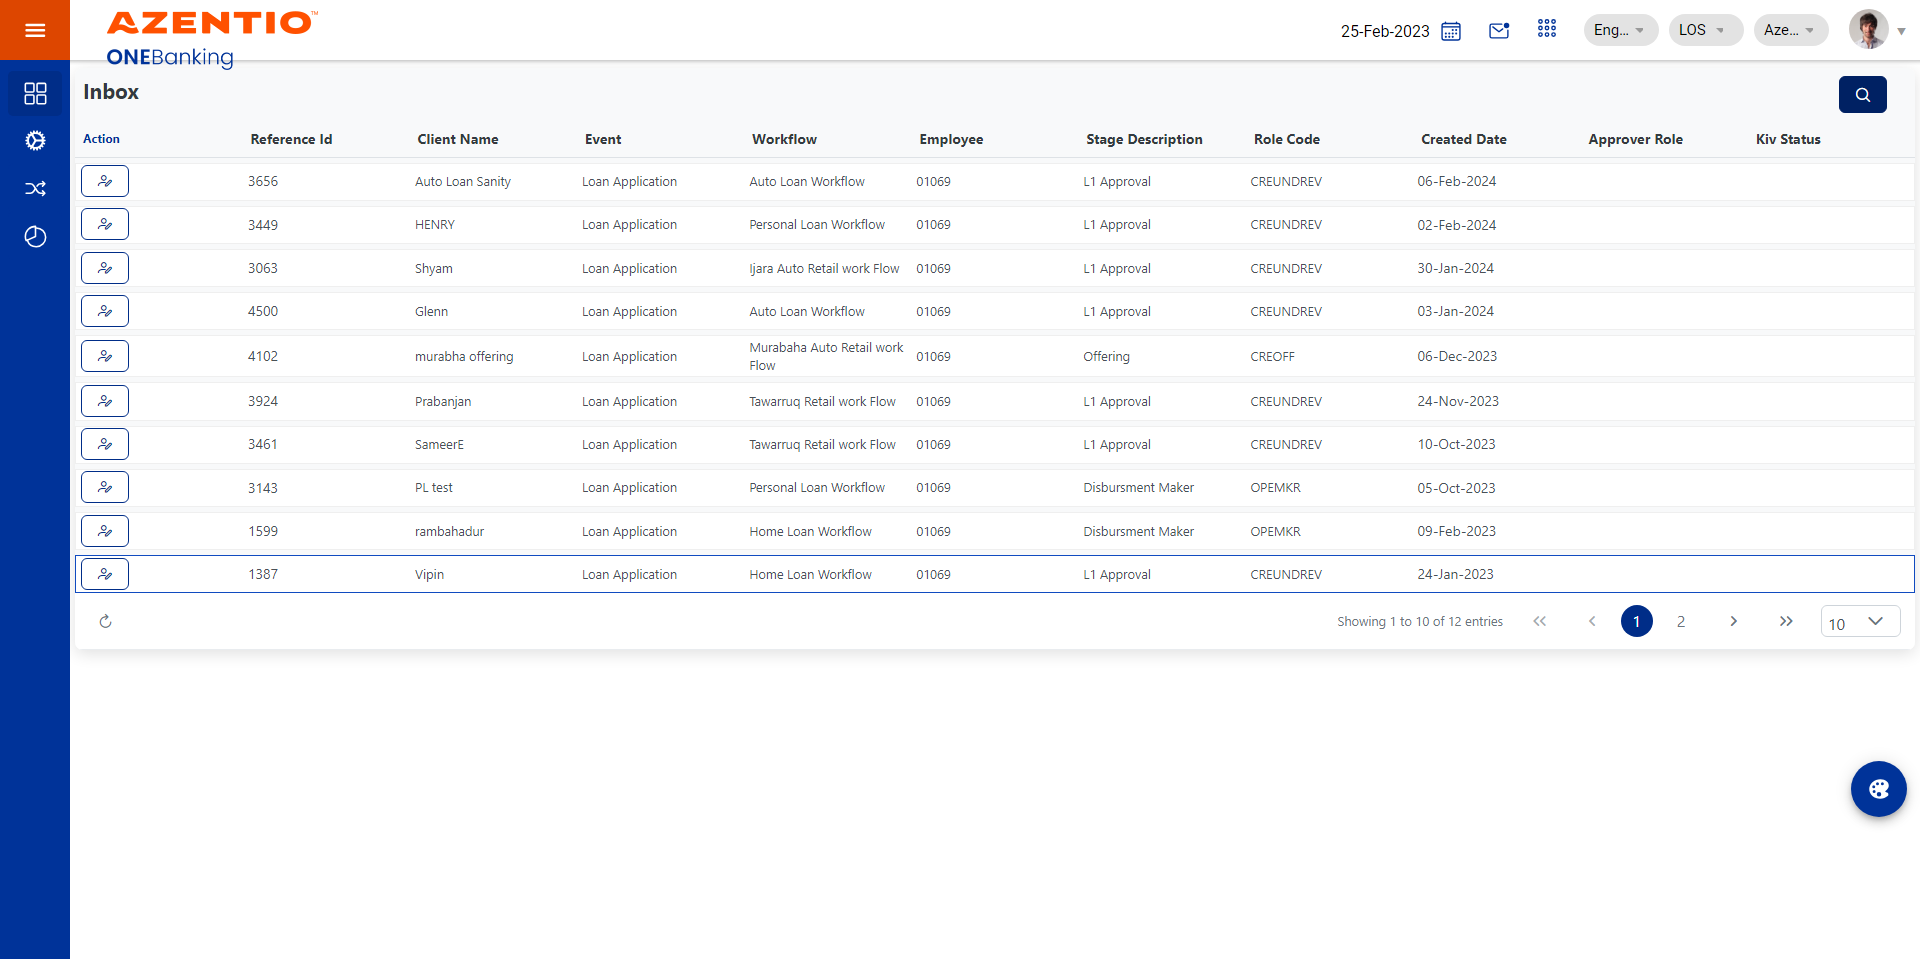 AZENTIO™
ONEBanking
25-Feb-2023
Eng...
LOS
Aze...
Inbox
Action Reference Id Client Name Event Workflow Employee Stage Description Role Code Created Date Approver Role Kiv Status
3656 Auto Loan Sanity Loan Application Auto Loan Workflow 01069 L1 Approval CREUNDREV 06-Feb-2024
3449 HENRY Loan Application Personal Loan Workflow 01069 L1 Approval CREUNDREV 02-Feb-2024
3063 Shyam Loan Application Ijara Auto Retail work Flow 01069 L1 Approval CREUNDREV 30-Jan-2024
4500 Glenn Loan Application Auto Loan Workflow 01069 L1 Approval CREUNDREV 03-Jan-2024
4102 murabha offering Loan Application Murabaha Auto Retail work Flow 01069 Offering CREOFF 06-Dec-2023
3924 Prabanjan Loan Application Tawarruq Retail work Flow 01069 L1 Approval CREUNDREV 24-Nov-2023
3461 SameerE Loan Application Tawarruq Retail work Flow 01069 L1 Approval CREUNDREV 10-Oct-2023
3143 PL test Loan Application Personal Loan Workflow 01069 Disbursment Maker OPEMKR 05-Oct-2023
1599 rambahadur Loan Application Home Loan Workflow 01069 Disbursment Maker OPEMKR 09-Feb-2023
1387 Vipin Loan Application Home Loan Workflow 01069 L1 Approval CREUNDREV 24-Jan-2023
Showing 1 to 10 of 12 entries 1 2 10